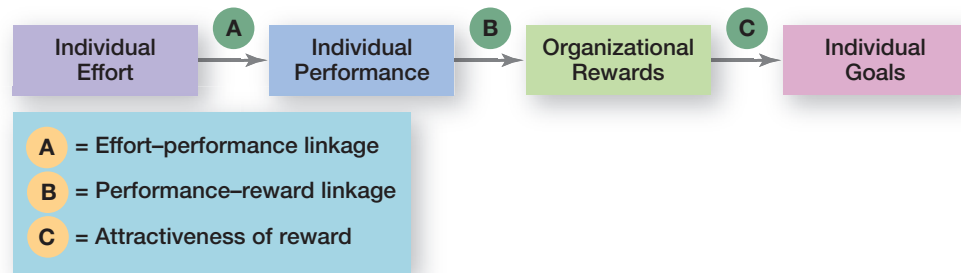 A
B
C
Individual
Effort
Individual
Performance
Organizational
Rewards
Individual
Goals
A = Effort–performance linkage
B = Performance–reward linkage
C = Attractiveness of reward